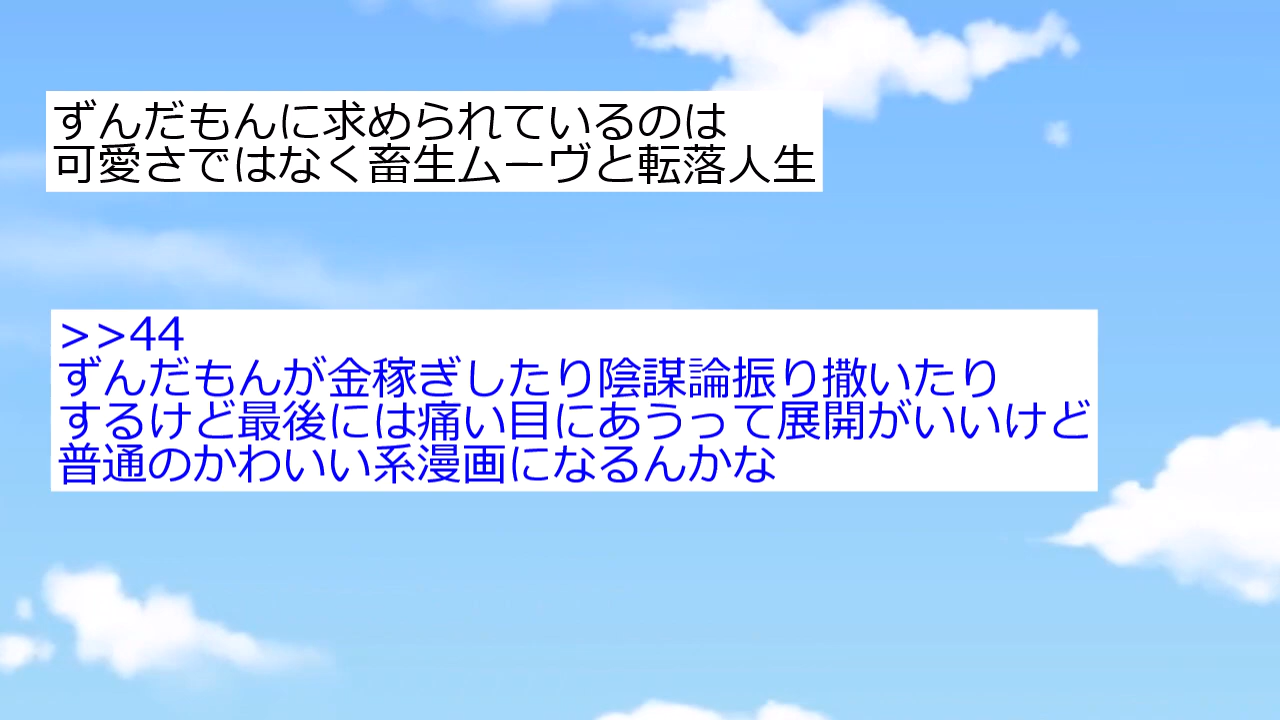 ずんだもんに求められているのは
可愛さではなく畜生ムーヴと転落人生
>>44
ずんだもんが金稼ぎしたり陰謀論振り撒いたり
するけど最後には痛い目にあうって展開がいいけど
普通のかわいい系漫画になるんかな